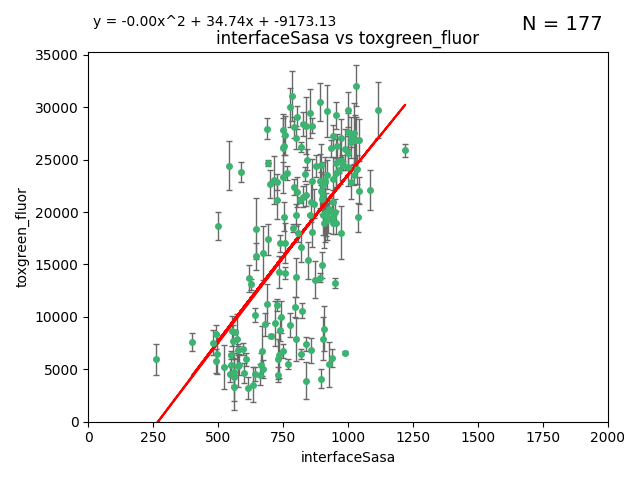 y = -0.00x^2 + 34.74x + -9173.13
N = 177
interfaceSasa vs toxgreen_fluor
35000
30000
25000
20000
15000
10000
5000
0
toxgreen_fluor
0 250 500 750 1000 1250 1500 1750 2000
interfaceSasa